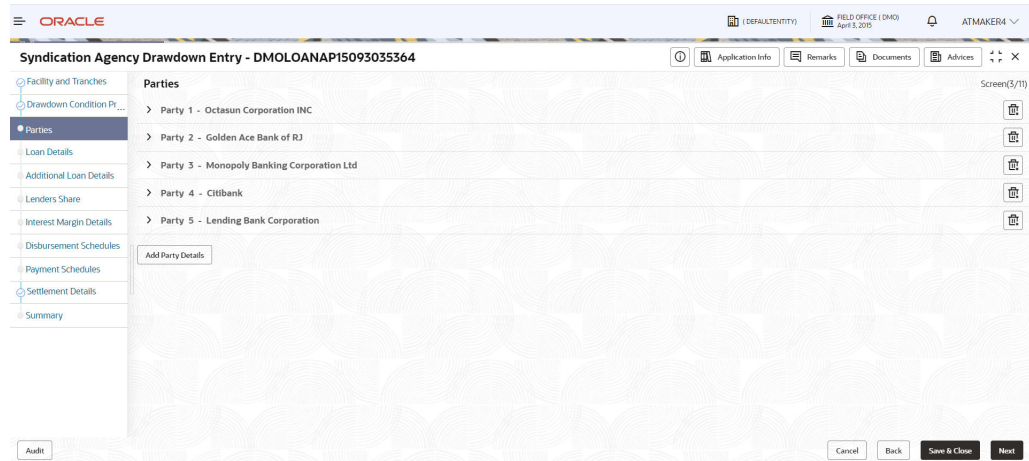 ORACLE
( DEFAULTENTITY)
FIELD OFFICE ( DMO)
April 3, 2015
ATMAKER4
Syndication Agency Drawdown Entry - DMOLOANAP15093035364
Application Info
Remarks
Documents
Advices
Facility and Tranches
Drawdown Condition Pr...
Parties
Loan Details
Additional Loan Details
Lenders Share
Interest Margin Details
Disbursement Schedules
Payment Schedules
Settlement Details
Summary
Parties
Screen(3/11)
Party 1 - Octasun Corporation INC
Party 2 - Golden Ace Bank of RJ
Party 3 - Monopoly Banking Corporation Ltd
Party 4 - Citibank
Party 5 - Lending Bank Corporation
Add Party Details
Audit
Cancel
Back
Save & Close
Next